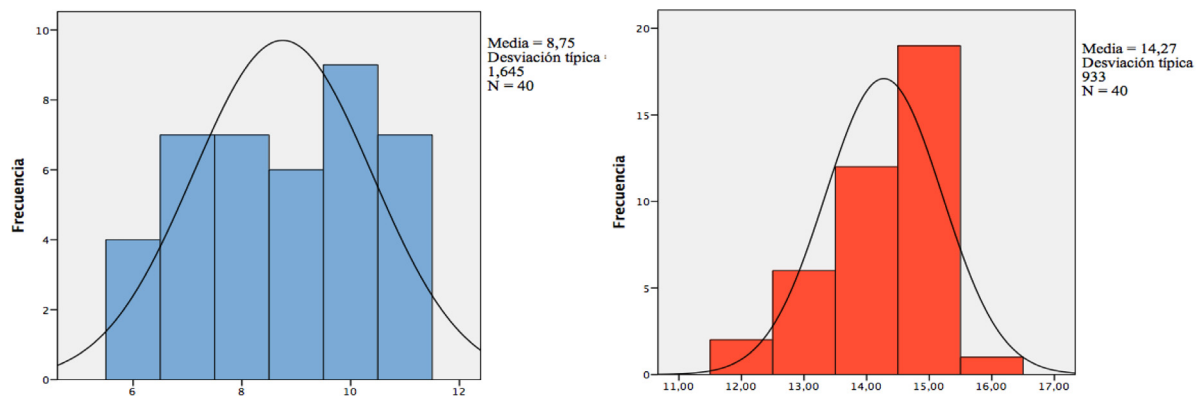 10
8
6
4
2
0
Frecuencia
6 8 10 12
Media = 8,75
Desviación típica :
1,645
N = 40
20
15
10
5
0
Frecuencia
11,00 12,00 13,00 14,00 15,00 16,00 17,00
Media = 14,27
Desviación típica
933
N = 40